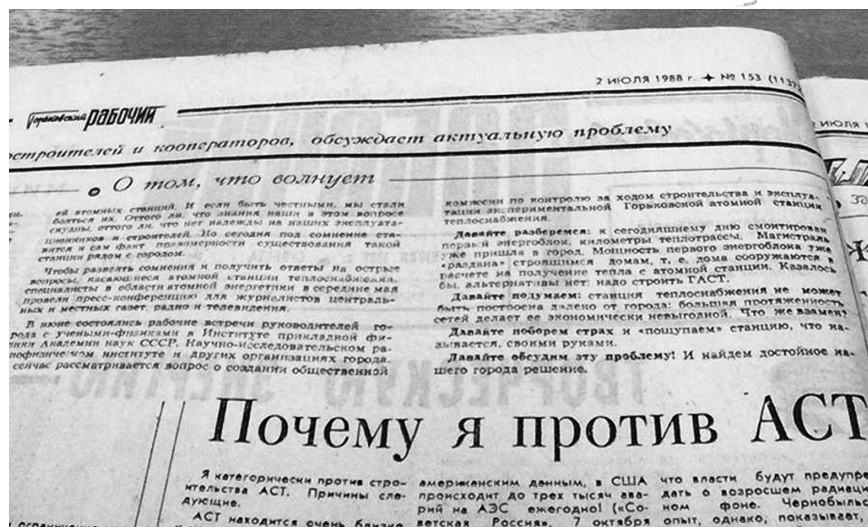 2 ИЮЛЯ 1988 г. ✦ № 153 (1137
Горьковский РАБОЧИЙ
строителей и кооператоров, обсуждает актуальную проблему
О том, что волнует
ей атомных станций. И если быть честными, мы стали
бояться их. Оттого ли, что знания наши в этом вопросе
скудны, оттого ли, что нет надежды на наших эксплуата-
ционников и строителей. Но сегодня под сомнение ста-
вится и сам факт правомерности существования такой
станции рядом с городом.
Чтобы развеять сомнения и получить ответы на острые
вопросы, касающиеся атомной станции теплоснабжения,
специалисты в области атомной энергетики в середине мая
провели пресс-конференцию для журналистов централь-
ных и местных газет, радио и телевидения.
В июне состоялись рабочие встречи руководителей го-
рода с учеными-физиками в Институте прикладной фи-
зики Академии наук СССР, Научно-исследовательском ра-
диофизическом институте и других организациях города.
сейчас рассматривается вопрос о создании общественной
комиссии по контролю за ходом строительства и эксплуа-
тации экспериментальной Горьковской атомной станции
теплоснабжения.
Давайте разберемся: к сегодняшнему дню смонтирован
первый энергоблок, километры теплотрассы. Магистраль
уже пришла в город. Мощность первого энергоблока уже
«раздана» строящимся домам, т. е. дома сооружаются в
расчете на получение тепла с атомной станции. Казалось
бы, альтернативы нет: надо строить ГАСТ.
Давайте подумаем: станция теплоснабжения не может
быть построена далеко от города: большая протяженность
сетей делает ее экономически невыгодной. Что же взамен?
Давайте поборем страх и «пощупаем» станцию, что на-
зывается, своими руками.
Давайте обсудим эту проблему! И найдем достойное на-
шего города решение.
Почему я против АСТ
Я категорически против стро-
ительства АСТ. Причины сле-
дующие.
АСТ находится очень близко
американским данным, в США
происходит до трех тысяч ава-
рий на АЭС ежегодно! («Со-
ветская Россия», 7 октября
что власти будут предупре
дать о возросшем радиаци
ном фоне. Чернобыльс
опыт, однако, показывает,
ИЮЛЯ 1